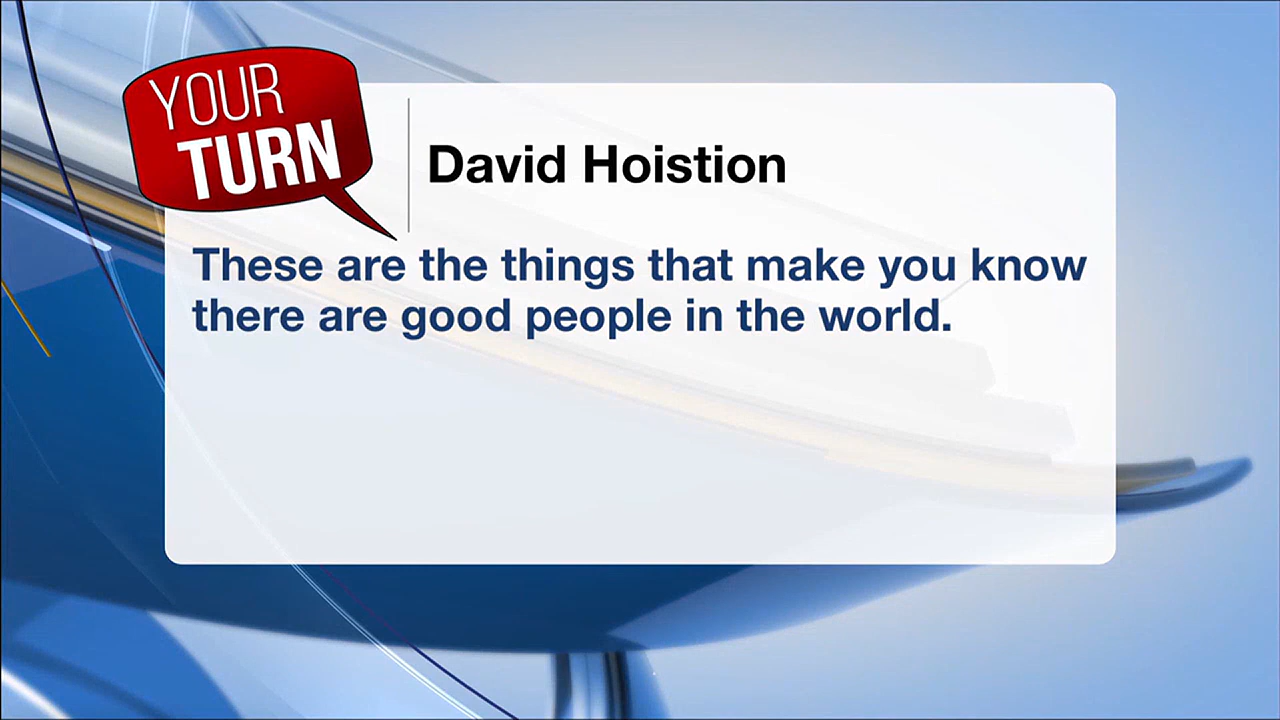 YOUR
TURN
David Hoistion
These are the things that make you know
there are good people in the world.